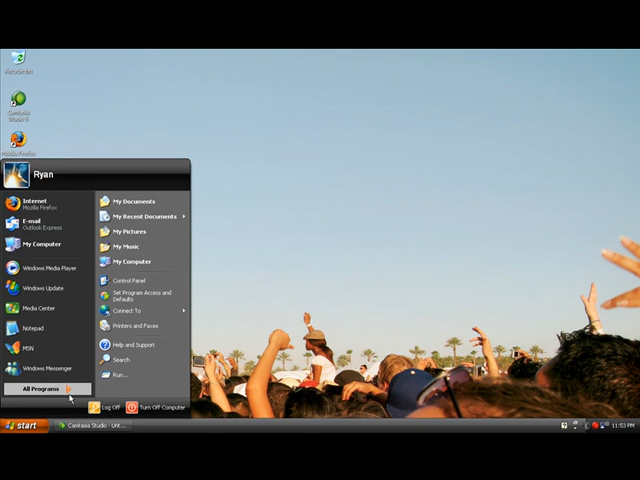 Recycle Bin
Camtasia
Studio 5
Mozilla Firefox
Ryan
Internet
Mozilla Firefox
E-mail
Outlook Express
My Computer
Windows Media Player
Windows Update
Media Center
Notepad
MSN
Windows Messenger
All Programs
My Documents
My Recent Documents
My Pictures
My Music
My Computer
Control Panel
Set Program Access and
Defaults
Connect To
Printers and Faxes
Help and Support
Search
Run...
Log Off
Turn Off Computer
start
Camtasia Studio - Unt...
11:53 PM